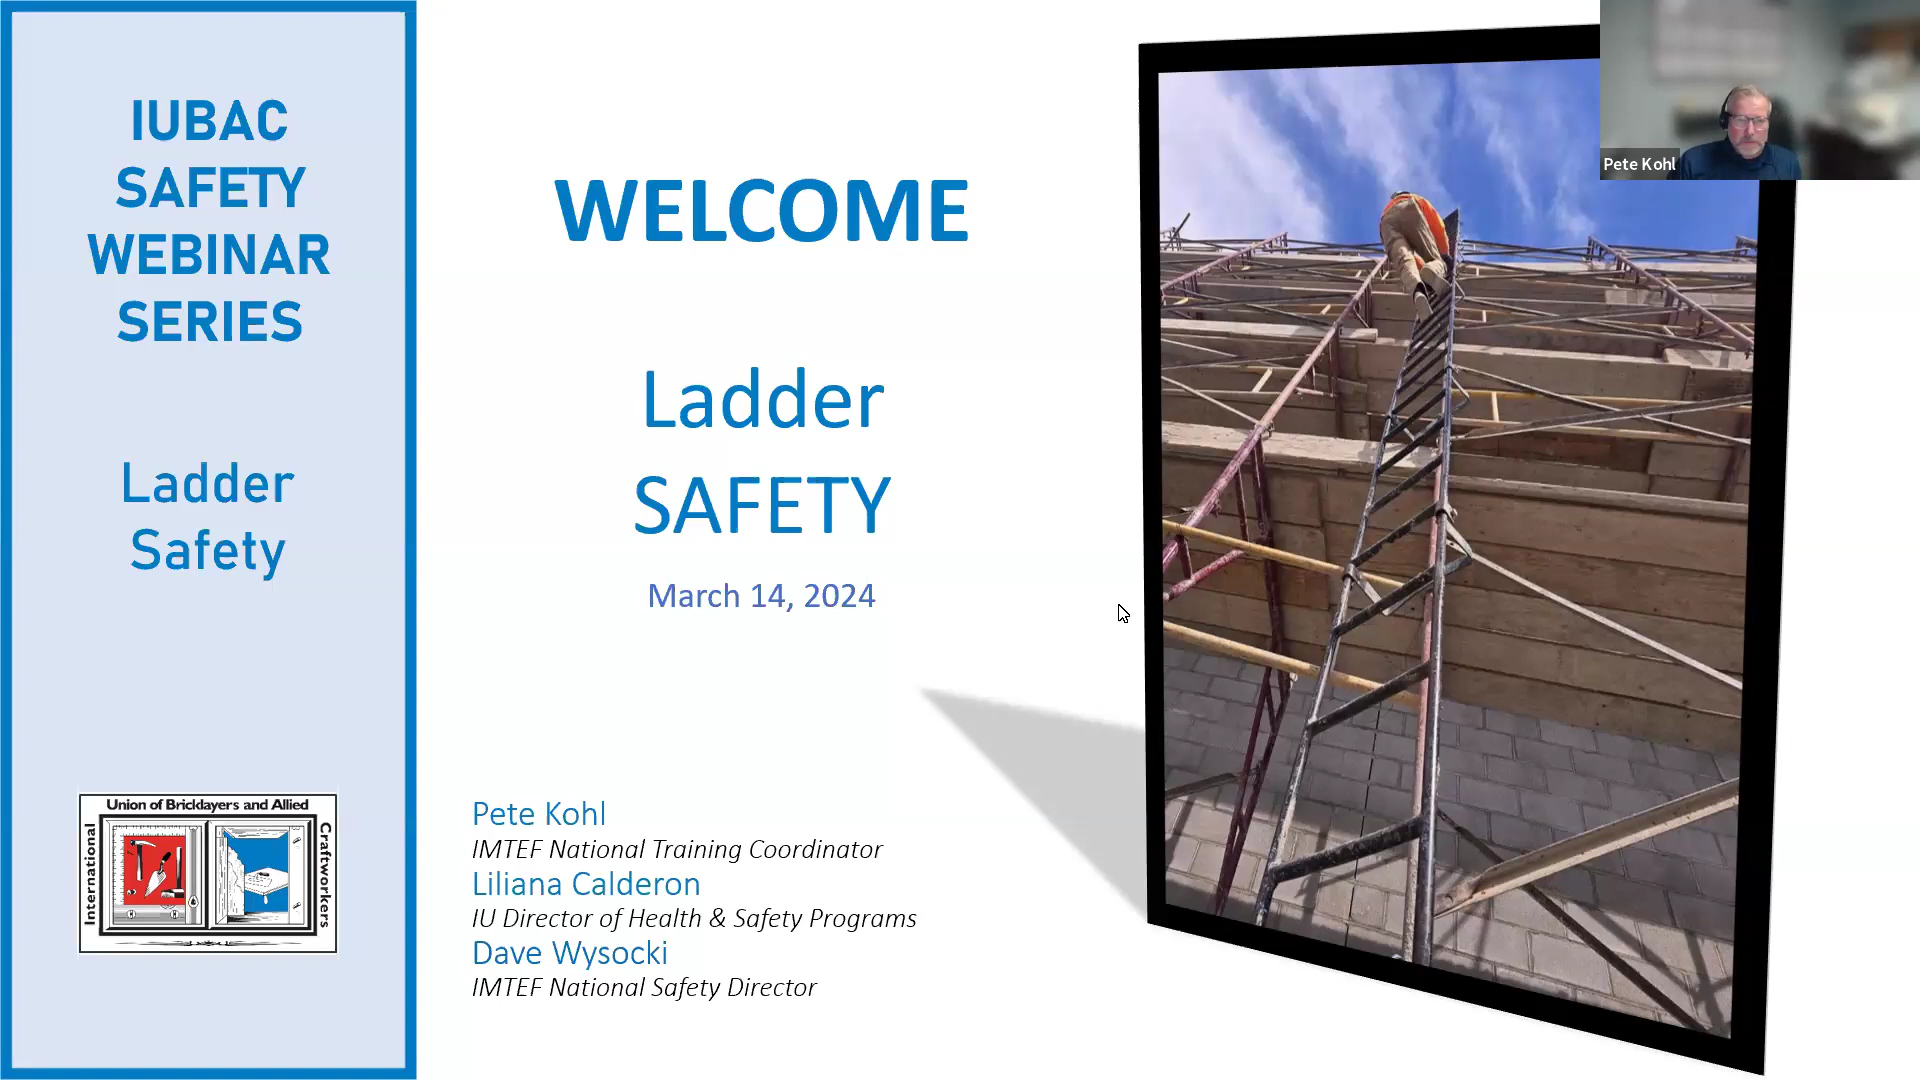 IUBAC
SAFETY
WEBINAR
SERIES
Ladder
Safety
International
Union of Bricklayers and Allied
Craftworkers
WELCOME
Ladder
SAFETY
March 14, 2024
Pete Kohl
IMTEF National Training Coordinator
Liliana Calderon
IU Director of Health & Safety Programs
Dave Wysocki
IMTEF National Safety Director
Pete Kohl